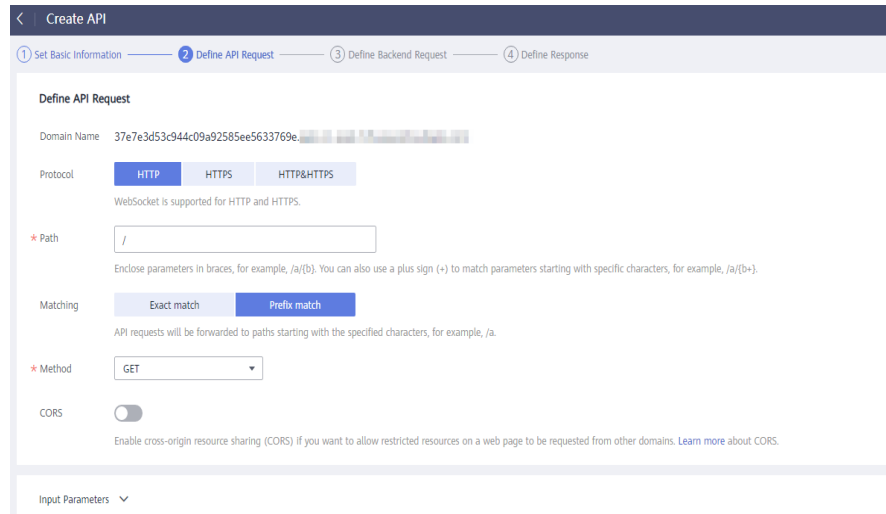 Create API
1 Set Basic Information 2 Define API Request 3 Define Backend Request 4 Define Response
Define API Request
Domain Name 37e7e3d53c944c09a92585ee5633769e.
Protocol HTTP HTTPS HTTP&HTTPS
WebSocket is supported for HTTP and HTTPS.
* Path /
Enclose parameters in braces, for example, /a/{b}. You can also use a plus sign (+) to match parameters starting with specific characters, for example, /a/{b+}.
Matching Exact match Prefix match
API requests will be forwarded to paths starting with the specified characters, for example, /a.
* Method GET
CORS
Enable cross-origin resource sharing (CORS) if you want to allow restricted resources on a web page to be requested from other domains. Learn more about CORS.
Input Parameters